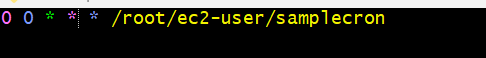 0 0 * * * /root/ec2-user/samplecron